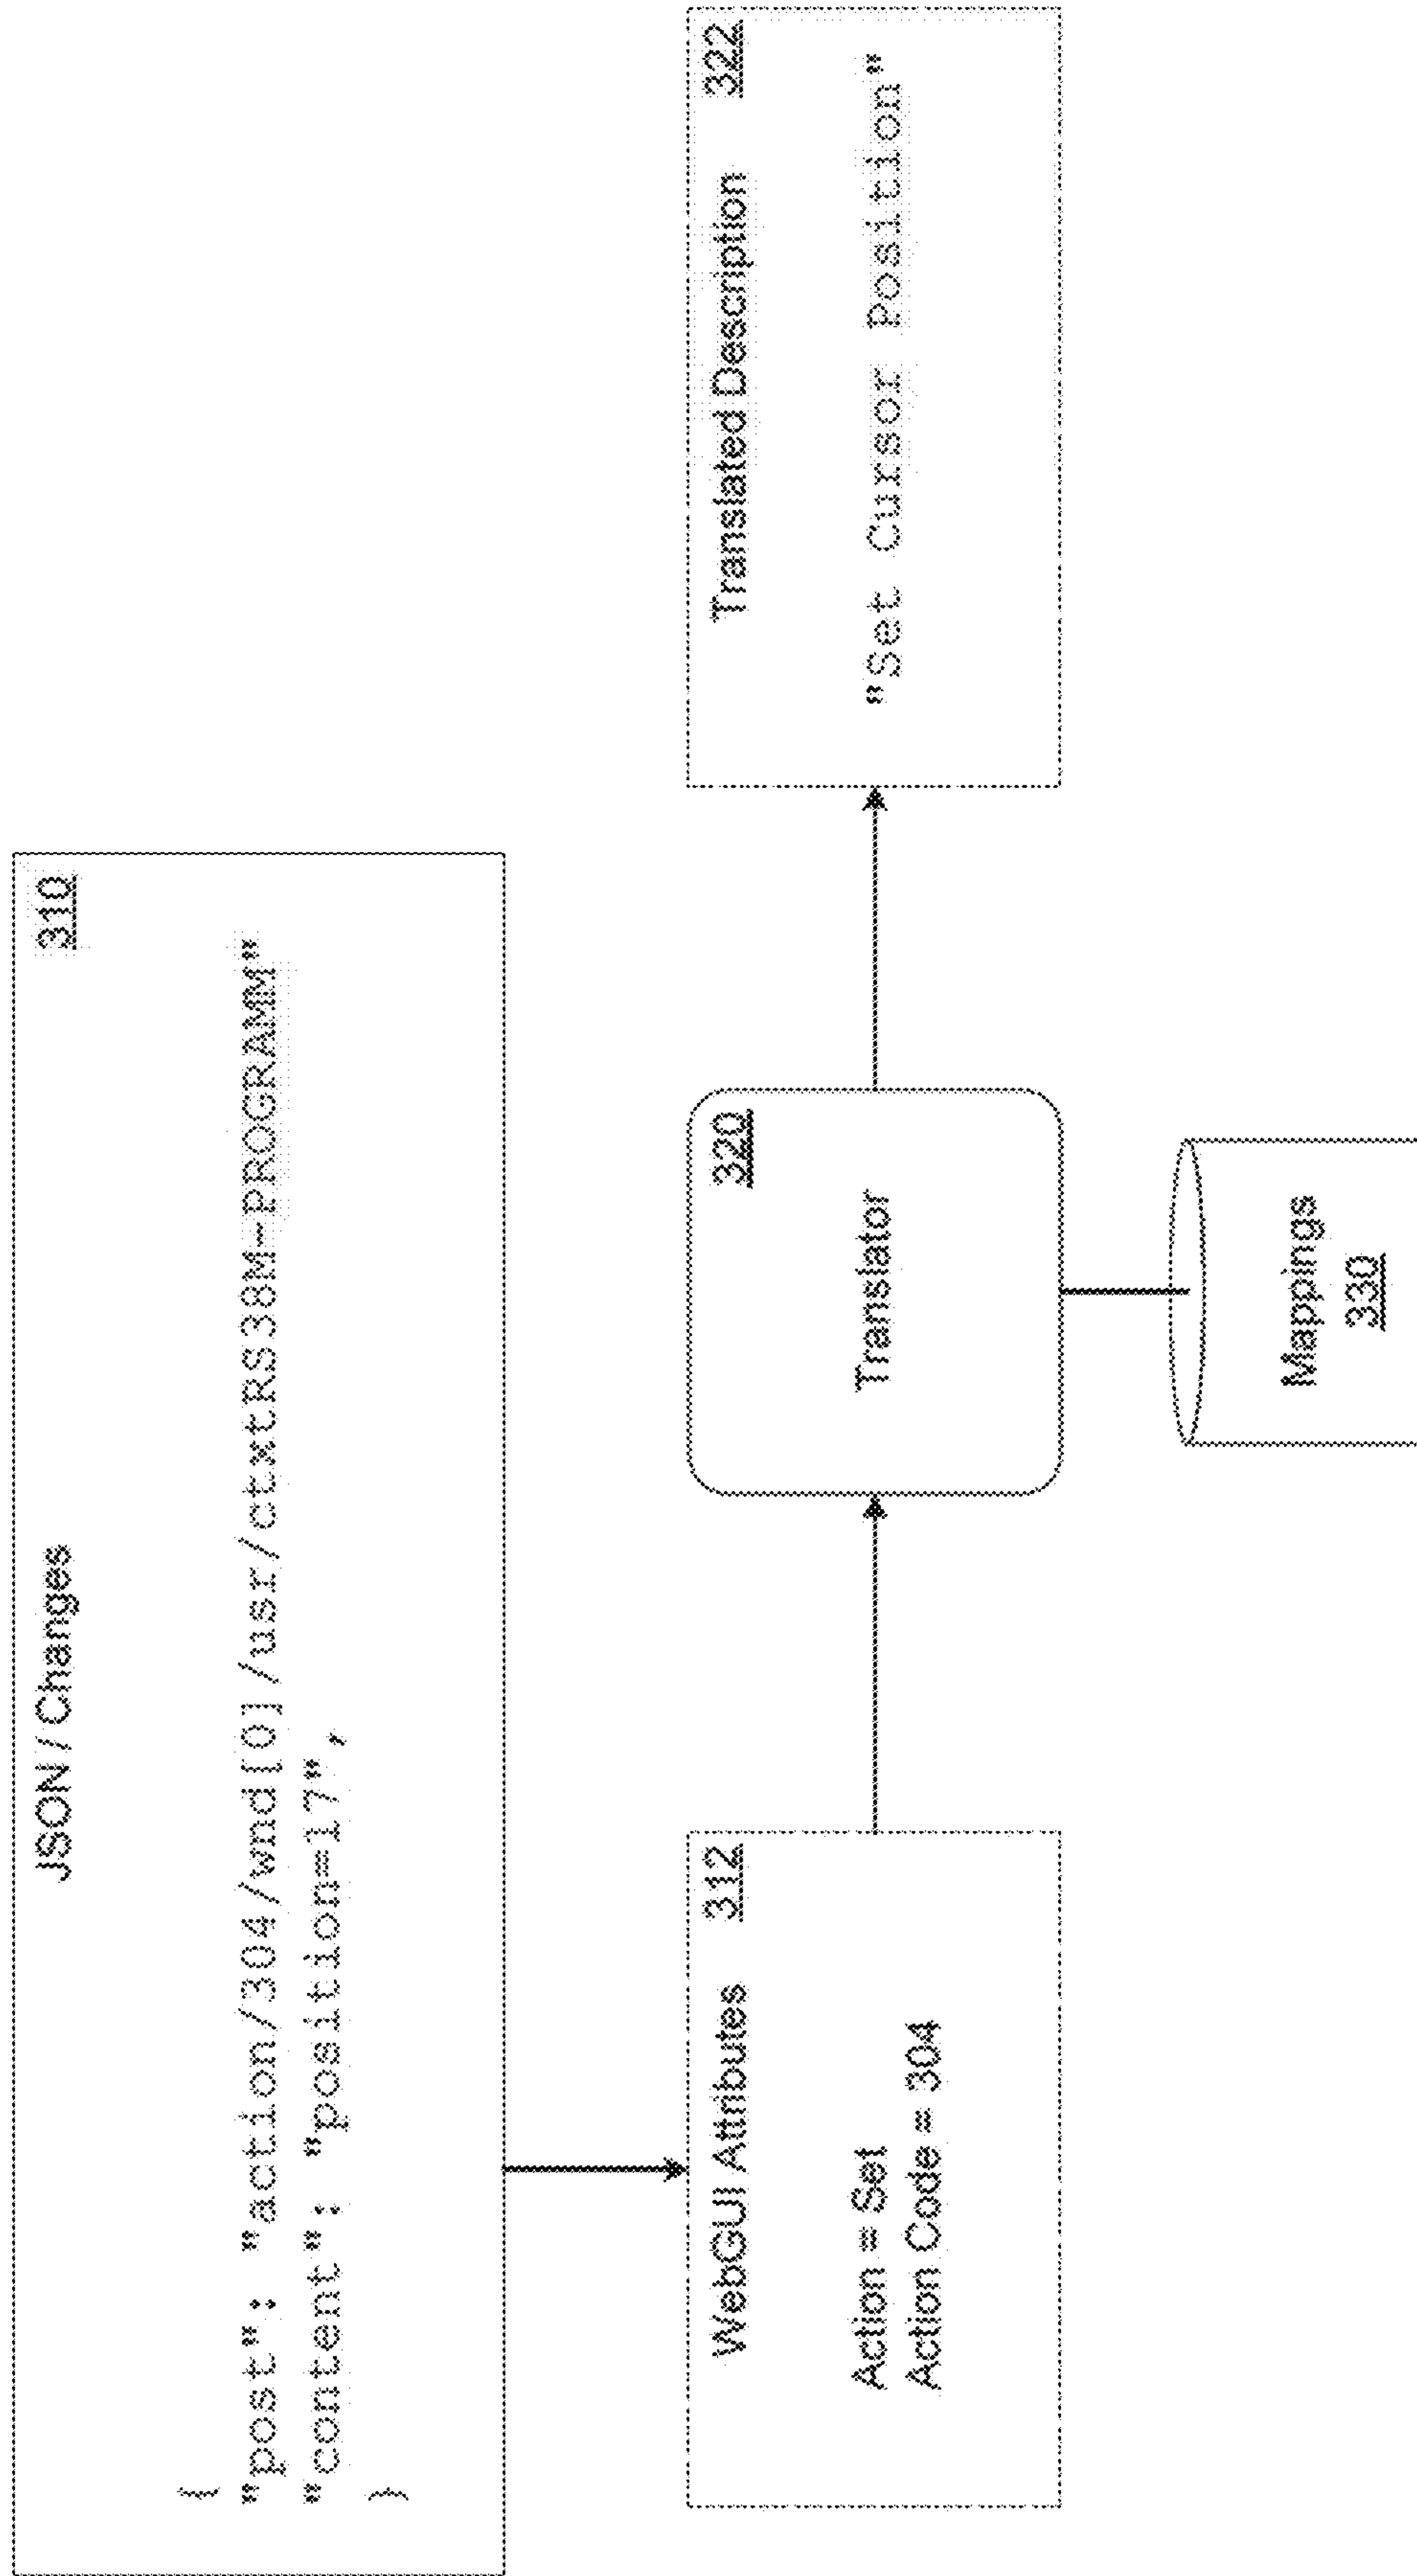 JSON / Changes 310
{
"post": "action/304/wnd[0]/usr/ctxtRS38M-PROGRAMM"
"content": "position=17",
}
WebGUI Attributes 312
Action = Set
Action Code = 304
320
Translator
Mappings
330
Translated Description 322
"Set Cursor Position"